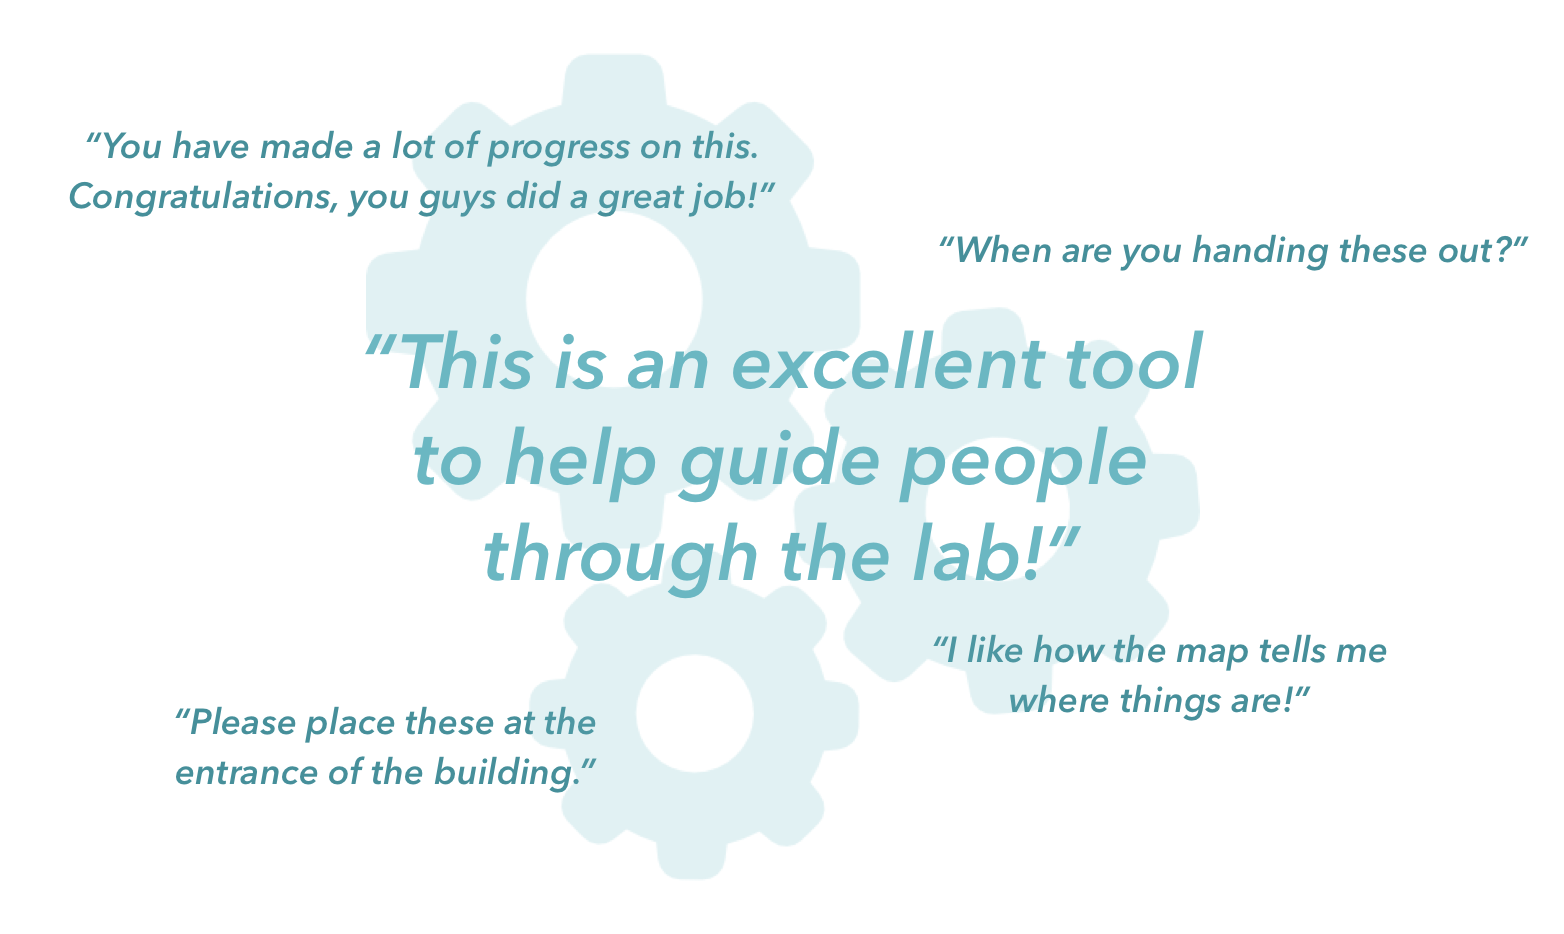 “You have made a lot of progress on this.
Congratulations, you guys did a great job!”
“When are you handing these out?”
“This is an excellent tool
to help guide people
through the lab!”
“I like how the map tells me
where things are!”
“Please place these at the
entrance of the building.”